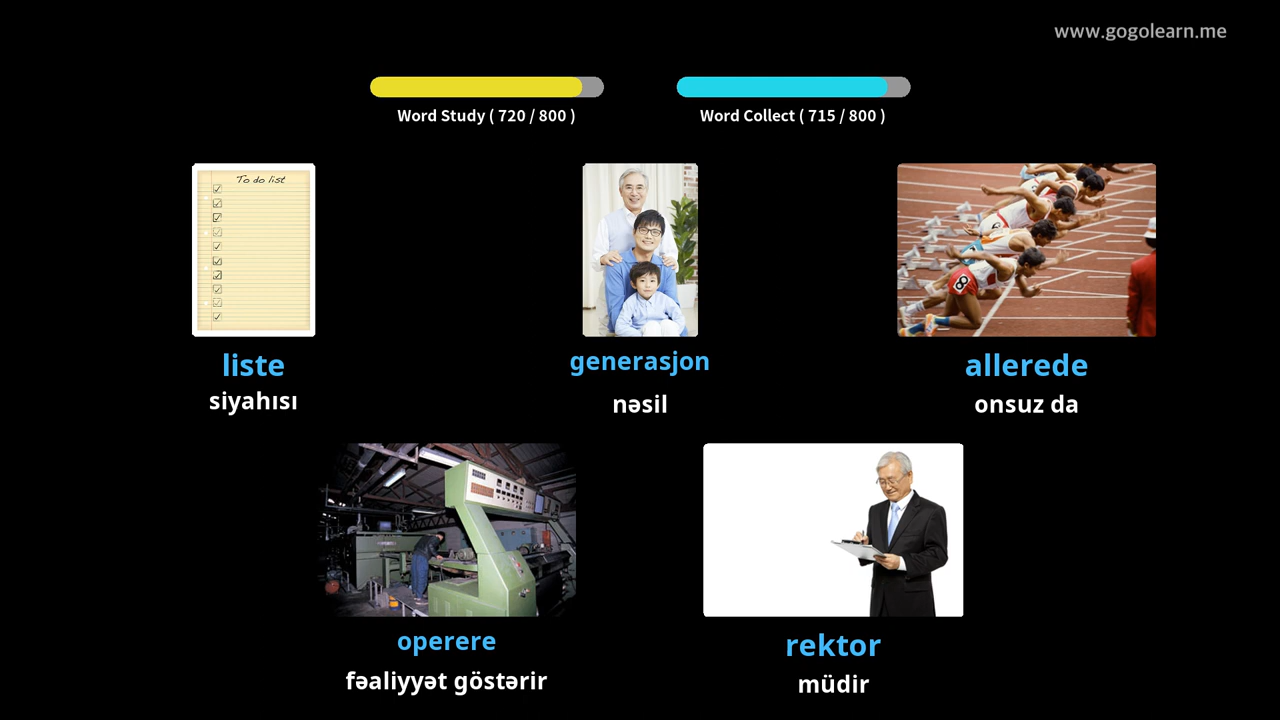 www.gogolearn.me
Word Study ( 720 / 800 )
Word Collect ( 715 / 800 )
To do list
8
liste
generasjon
allerede
siyahısı
nəsil
onsuz da
operere
rektor
fəaliyyət göstərir
müdir